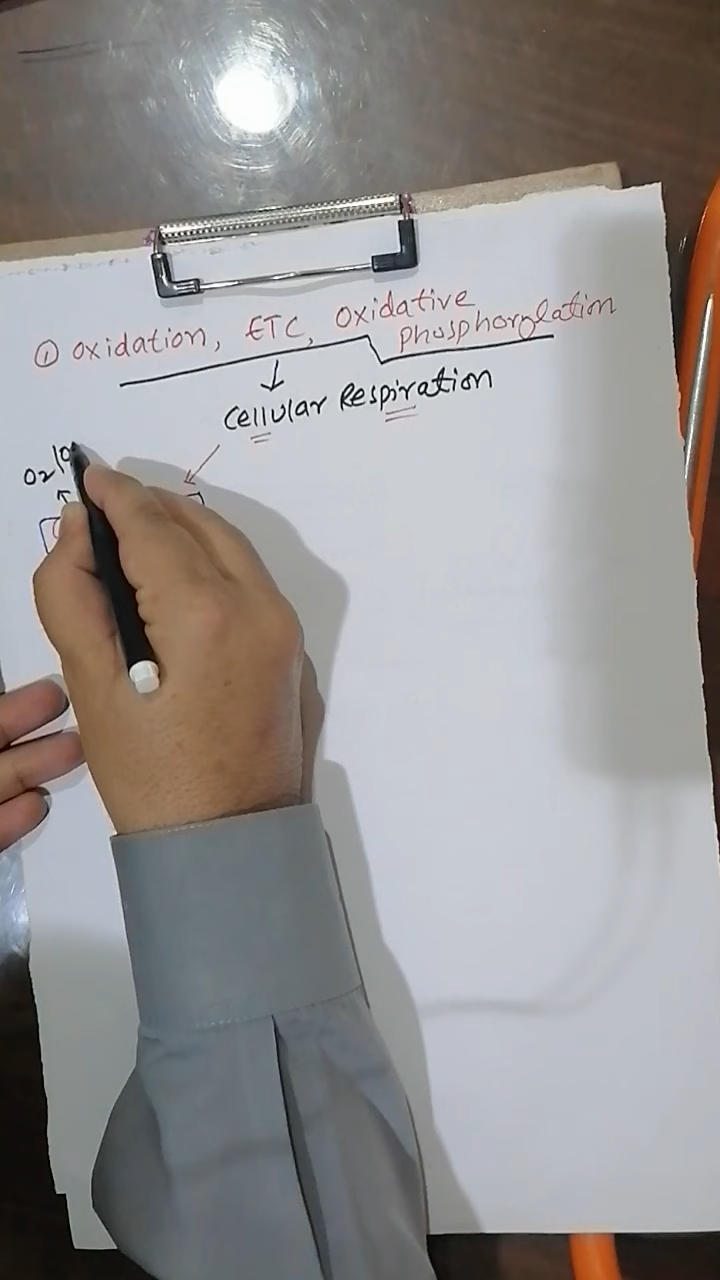 ① Oxidation, ETC, Oxidative phosphorylation
Cellular Respiration
O2